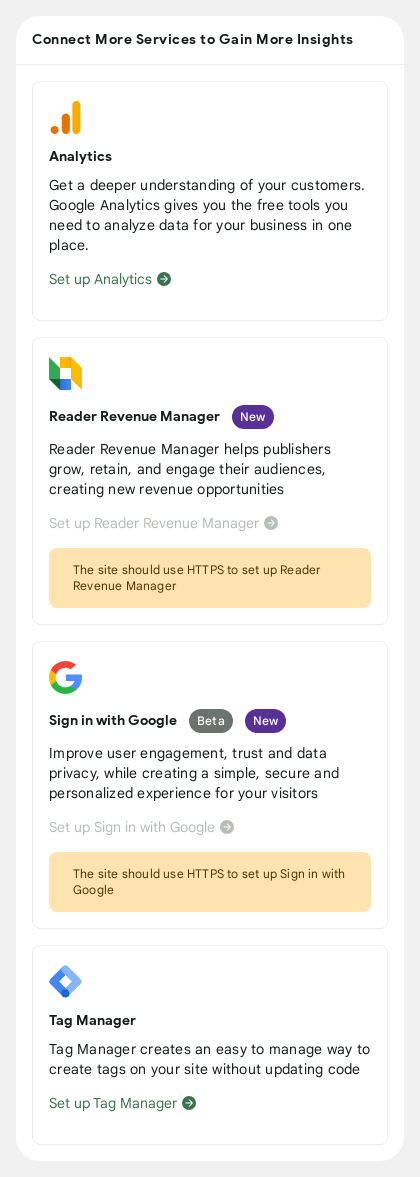 Connect More Services to Gain More Insights
Analytics
Get a deeper understanding of your customers.
Google Analytics gives you the free tools you
need to analyze data for your business in one
place.
Set up Analytics
Reader Revenue Manager New
Reader Revenue Manager helps publishers
grow, retain, and engage their audiences,
creating new revenue opportunities
Set up Reader Revenue Manager
The site should use HTTPS to set up Reader
Revenue Manager
Sign in with Google Beta New
Improve user engagement, trust and data
privacy, while creating a simple, secure and
personalized experience for your visitors
Set up Sign in with Google
The site should use HTTPS to set up Sign in with
Google
Tag Manager
Tag Manager creates an easy to manage way to
create tags on your site without updating code
Set up Tag Manager